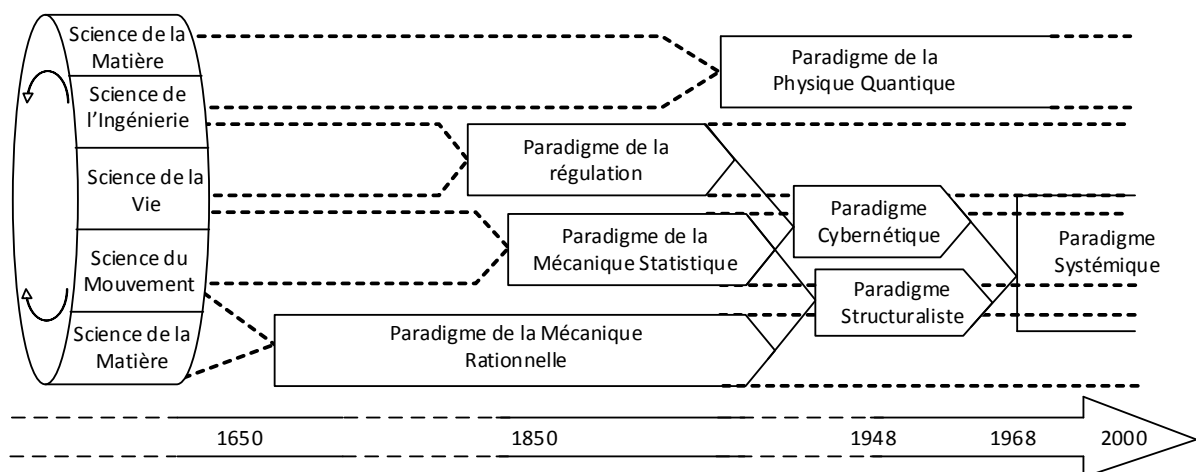 Science de la
Matière
Science de
l'Ingénierie
Science de la
Vie
Science du
Mouvement
Science de la
Matière
Paradigme de la
Physique Quantique
Paradigme de la
régulation
Paradigme de la
Mécanique Statistique
Paradigme de la Mécanique
Rationnelle
Paradigme
Cybernétique
Paradigme
Structuraliste
Paradigme
Systémique
1650 1850 1948 1968 2000